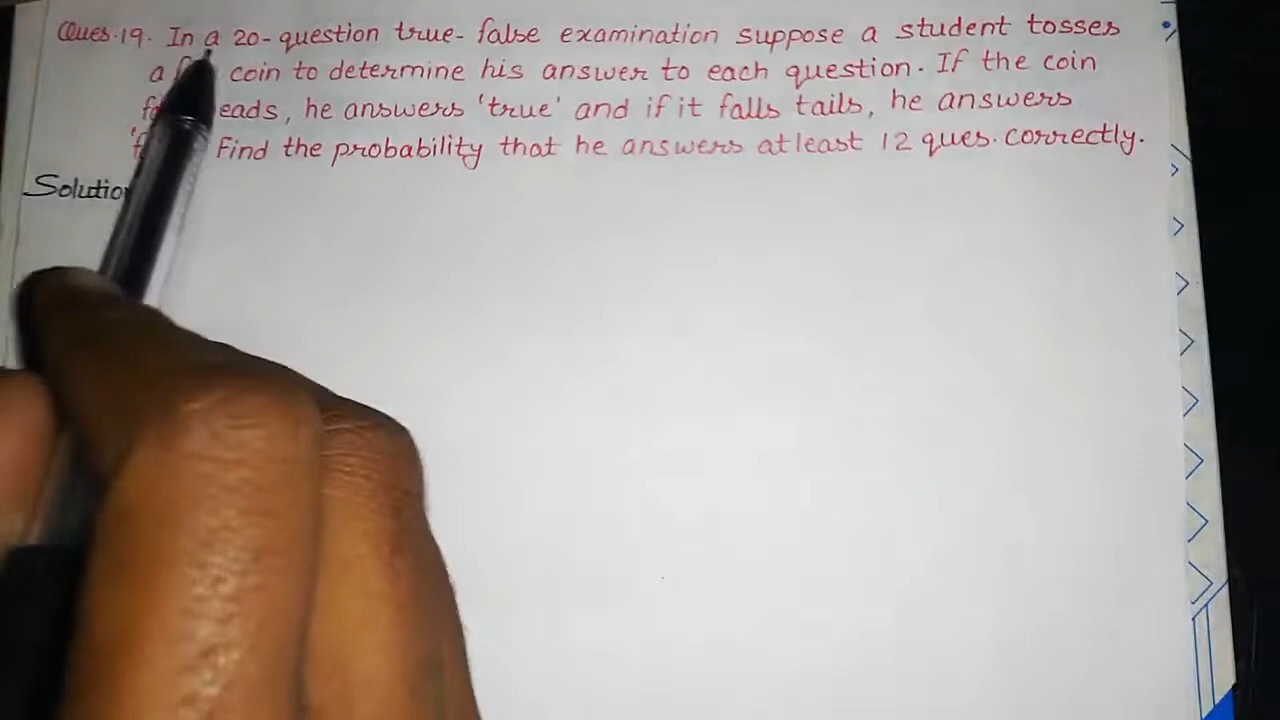 Ques.19. In a 20-question true-false examination suppose a student tosses
a coin to determine his answer to each question. If the coin
eads, he answers 'true' and if it falls tails, he answers
Find the probability that he answers atleast 12 ques. correctly.
Solutio